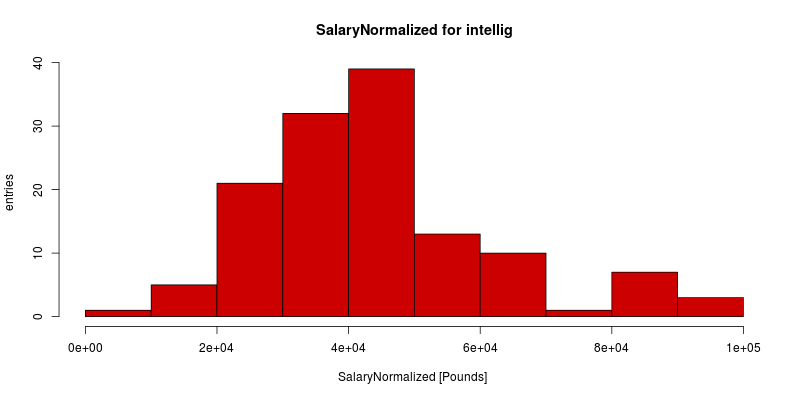 SalaryNormalized for intellig
entries
40
30
20
10
0
0e+00 2e+04 4e+04 6e+04 8e+04 1e+05
SalaryNormalized [Pounds]